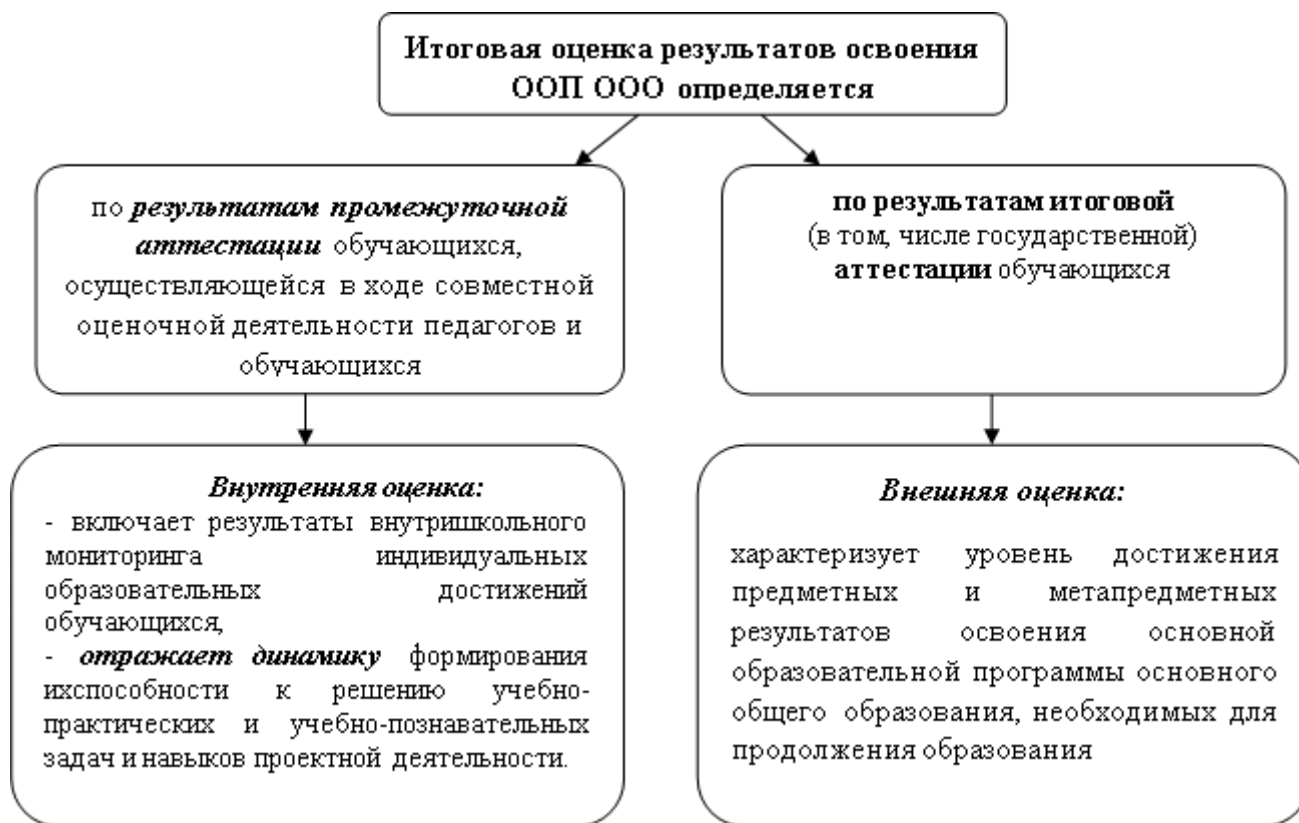 Итоговая оценка результатов освоения
ООП ООО определяется
по результатам промежуточной
аттестации обучающихся,
осуществляющейся в ходе совместной
оценочной деятельности педагогов и
обучающихся
по результатам итоговой
(в том, числе государственной)
аттестации обучающихся
Внутренняя оценка:
- включает результаты внутришкольного
мониторинга индивидуальных
образовательных достижений
обучающихся,
- отражает динамику формирования
ихспособности к решению учебно-
практических и учебно-познавательных
задач и навыков проектной деятельности.
Внешняя оценка:
характеризует уровень достижения
предметных и метапредметных
результатов освоения основной
образовательной программы основного
общего образования, необходимых для
продолжения образования